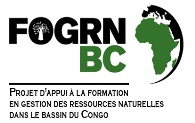 FOGRN
BC
PROJET D'APPUI À LA FORMATION
EN GESTION DES RESSOURCES NATURELLES
DANS LE BASSIN DU CONGO